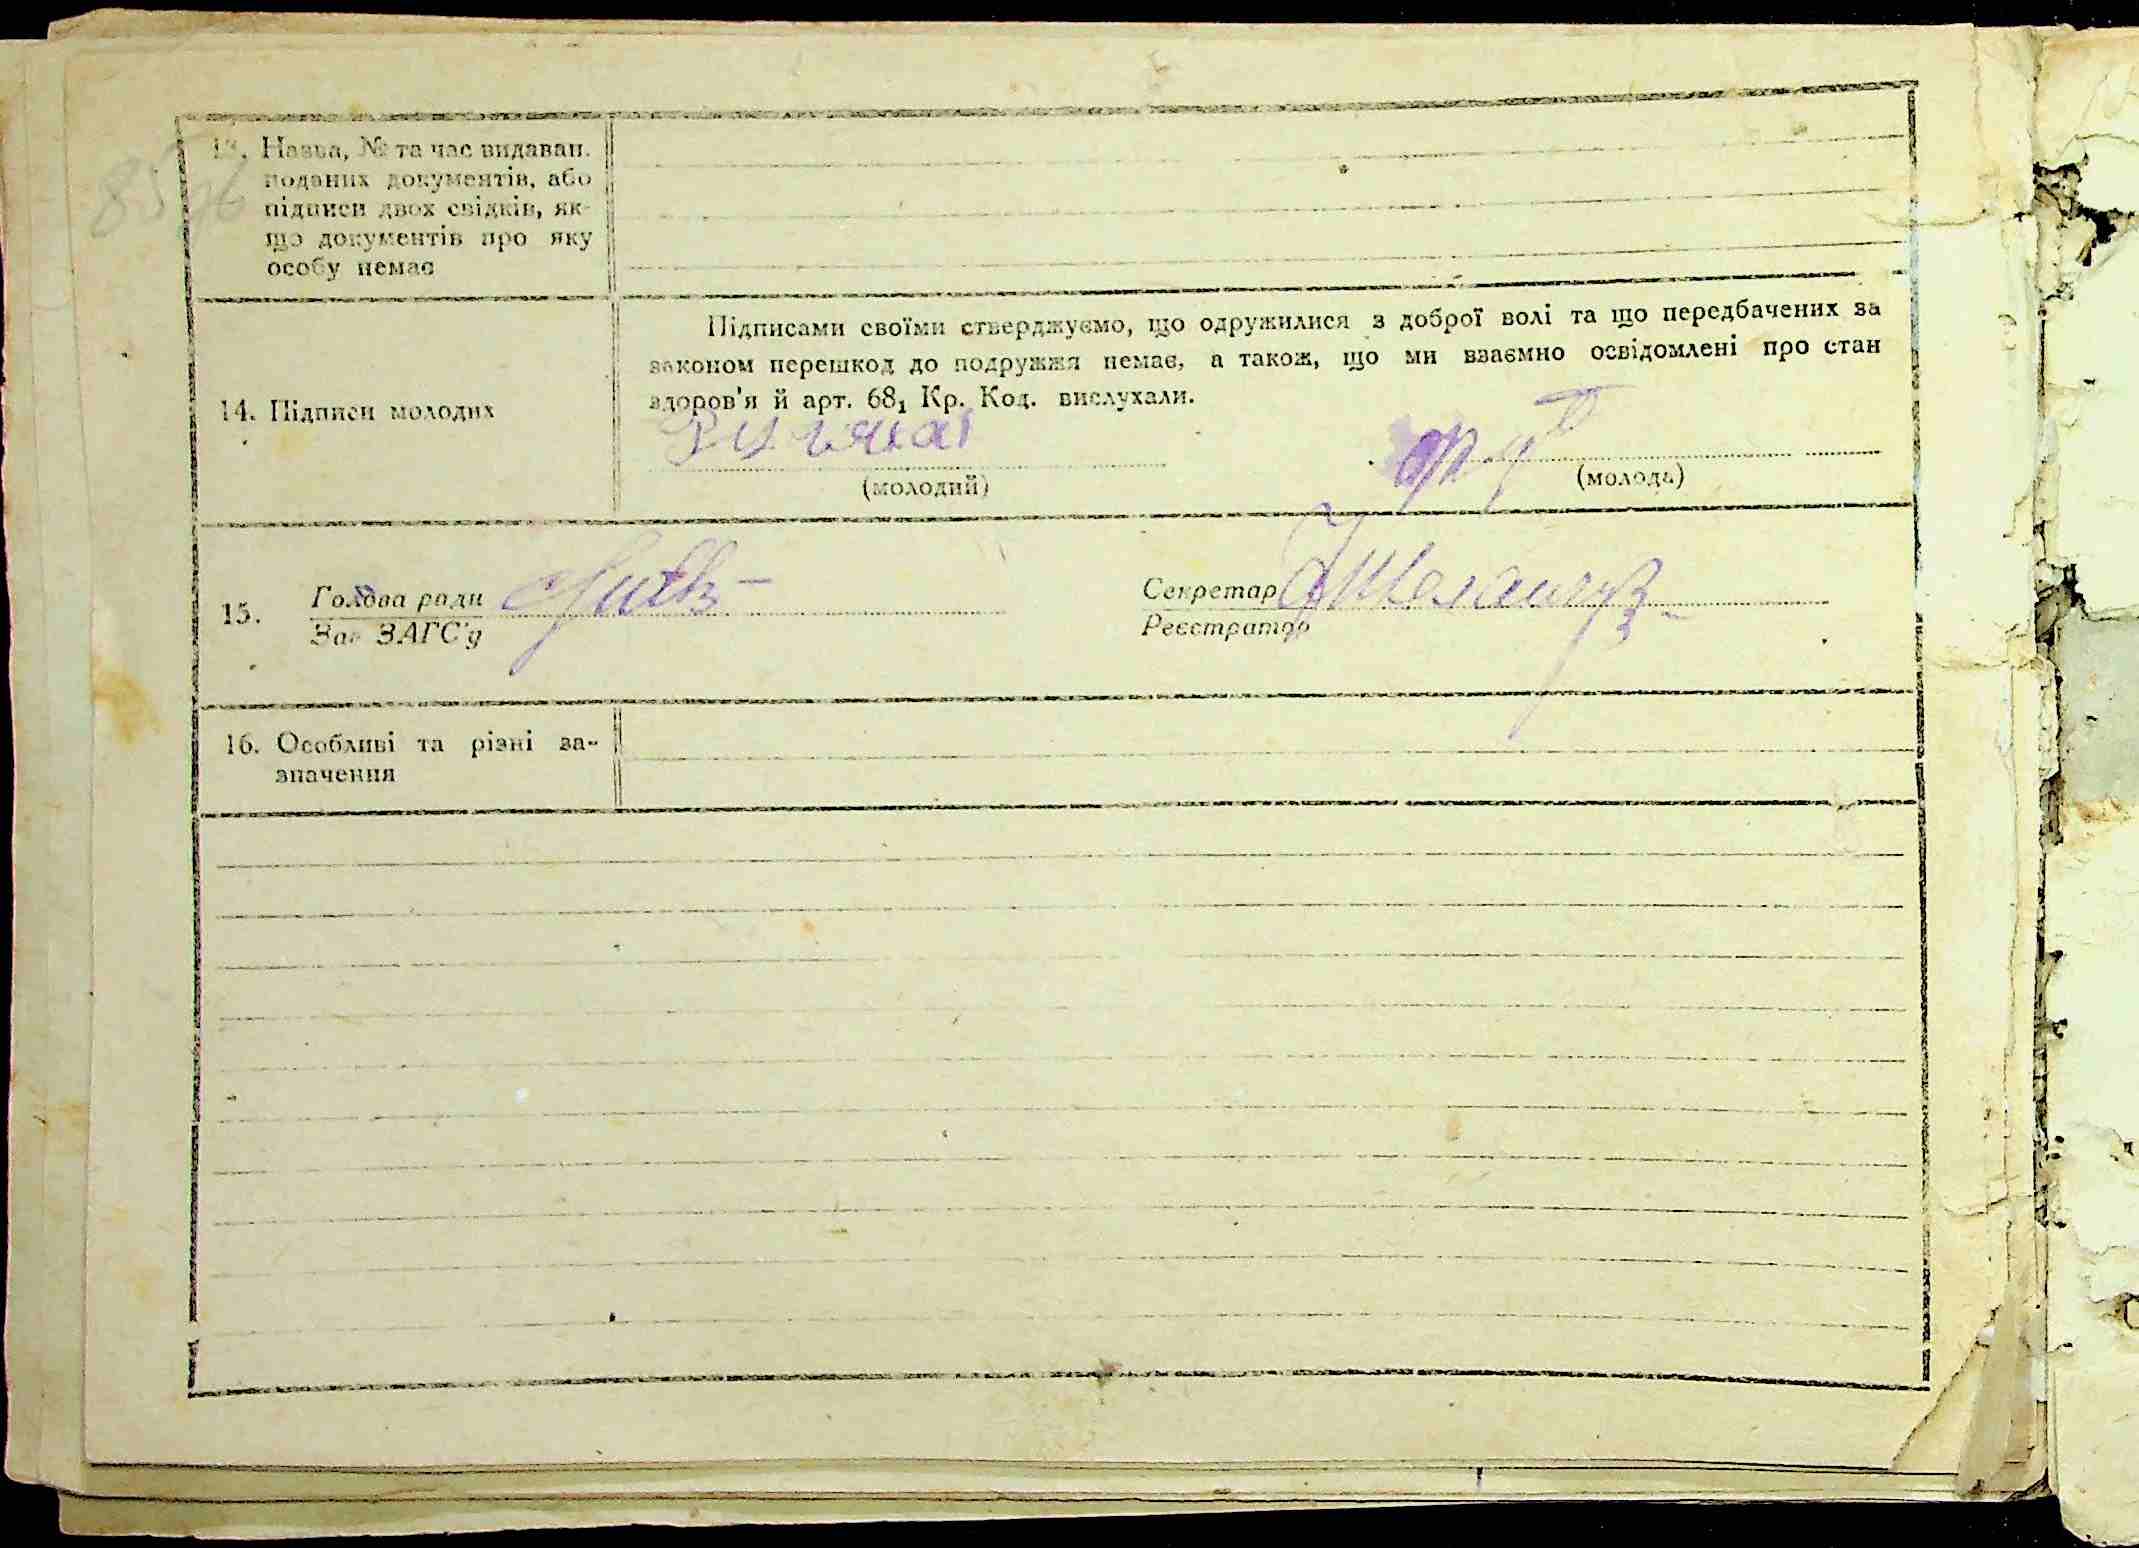 13. Назва, № та час видаван.
поданих документів, або
підписи двох свідків, як-
що документів про яку
особу немає
Підписами своїми стверджуємо, що одружилися з доброї волі та що передбачених за
законом перешкод до подружжя немає, а також, що ми взаємно освідомлені про стан
здоров'я й арт. 68₁ Кр. Код. вислухали.
14. Підписи молодих
(молодий)
(молода)
15. Голова ради
Зав ЗАГС'у
Секретар
Реєстратор
16. Особливі та різні за-
значення